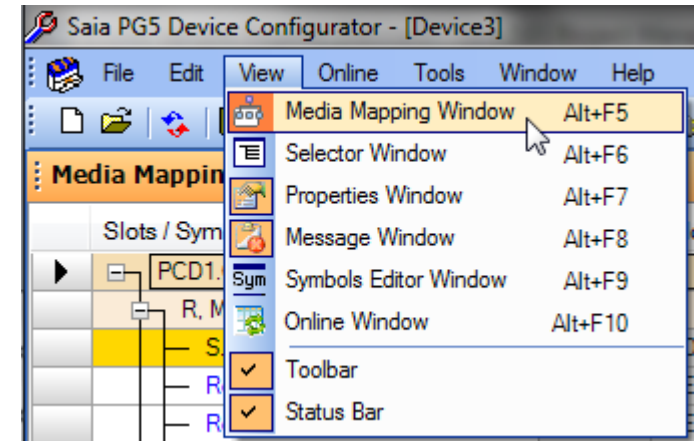 Saia PG5 Device Configurator - [Device3]
File Edit View Online Tools Window Help
Media Mapping Window Alt+F5
Selector Window Alt+F6
Media Mappin
Properties Window Alt+F7
Slots / Sym
Message Window Alt+F8
PCD1.
Sym Symbols Editor Window Alt+F9
R, M
Online Window Alt+F10
S
Toolbar
R
Status Bar
R